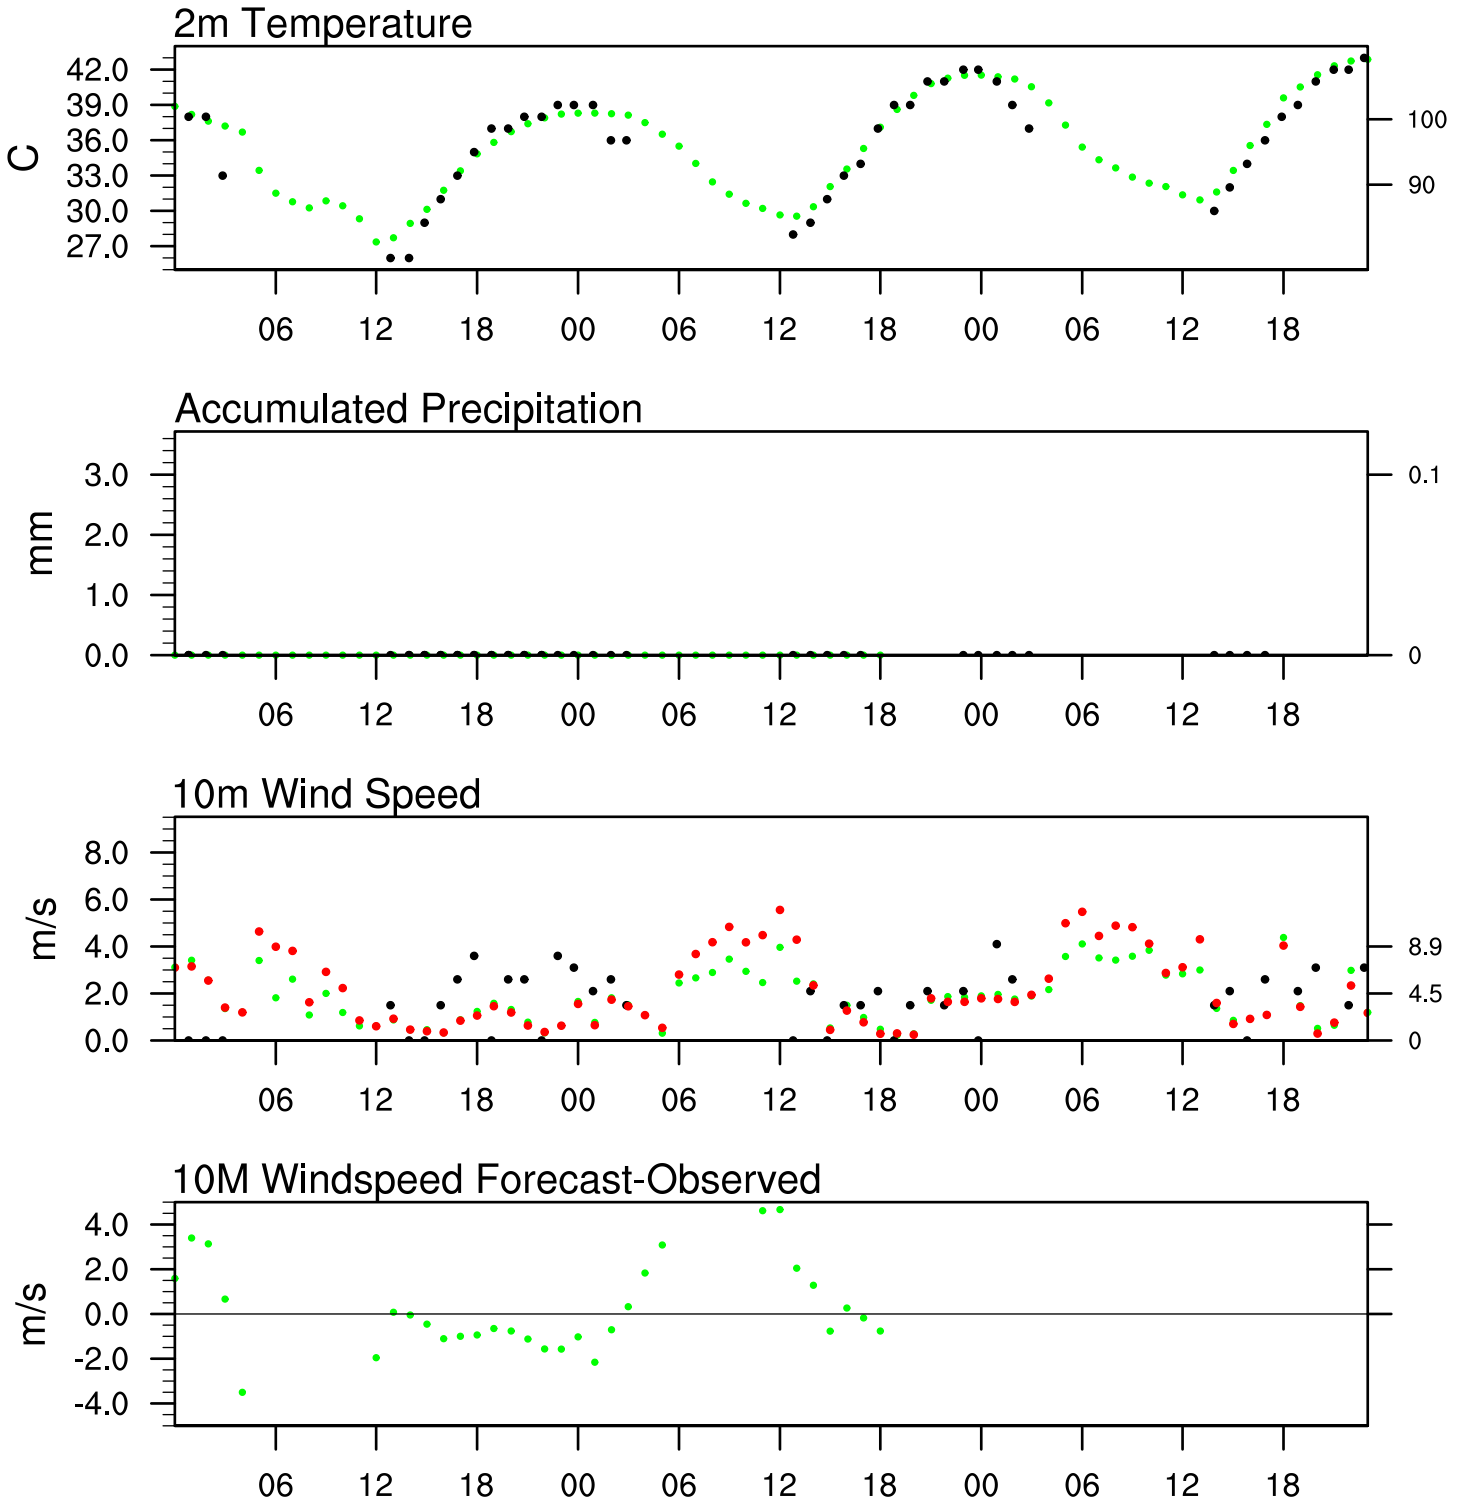 2m Temperature
C
42.0
39.0
36.0
33.0
30.0
27.0
100
90
06 12 18 00 06 12 18 00 06 12 18
Accumulated Precipitation
mm
3.0
2.0
1.0
0.0
0.1
0
06 12 18 00 06 12 18 00 06 12 18
10m Wind Speed
m/s
8.0
6.0
4.0
2.0
0.0
8.9
4.5
0
06 12 18 00 06 12 18 00 06 12 18
10M Windspeed Forecast-Observed
m/s
4.0
2.0
0.0
-2.0
-4.0
06 12 18 00 06 12 18 00 06 12 18